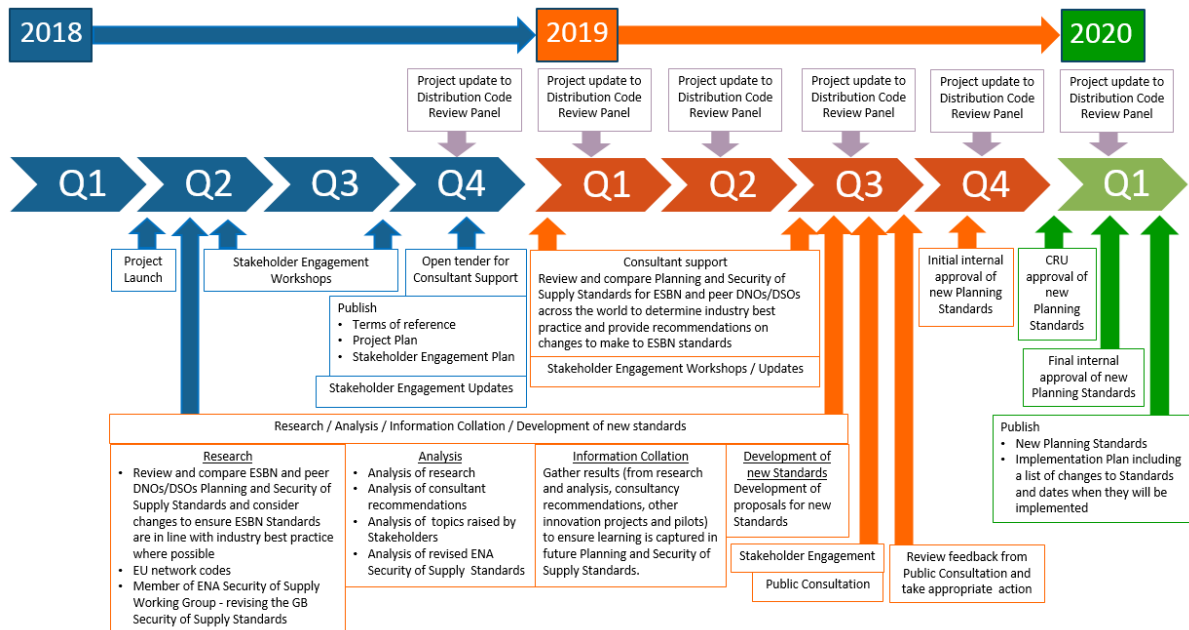 2018
2019
2020
Project update to
Distribution Code
Review Panel
Project update to
Distribution Code
Review Panel
Project update to
Distribution Code
Review Panel
Project update to
Distribution Code
Review Panel
Project update to
Distribution Code
Review Panel
Project update to
Distribution Code
Review Panel
Q1
Q2
Q3
Q4
Q1
Q2
Q3
Q4
Q1
Project
Launch
Stakeholder Engagement
Workshops
Open tender for
Consultant Support
Publish
• Terms of reference
• Project Plan
• Stakeholder Engagement Plan
Stakeholder Engagement Updates
Consultant support
Review and compare Planning and Security of
Supply Standards for ESBN and peer DNOs/DSOs
across the world to determine industry best
practice and provide recommendations on
changes to make to ESBN standards
Stakeholder Engagement Workshops / Updates
Initial internal
approval of
new Planning
Standards
CRU
approval of
new
Planning
Standards
Final internal
approval of new
Planning Standards
Publish
• New Planning Standards
• Implementation Plan including
a list of changes to Standards
and dates when they will be
implemented
Research / Analysis / Information Collation / Development of new standards
Research
• Review and compare ESBN and peer
DNOs/DSOs Planning and Security of
Supply Standards and consider
changes to ensure ESBN Standards
are in line with industry best practice
where possible
• EU network codes
• Member of ENA Security of Supply
Working Group - revising the GB
Security of Supply Standards
Analysis
• Analysis of research
• Analysis of consultant
recommendations
• Analysis of topics raised by
Stakeholders
• Analysis of revised ENA
Security of Supply Standards
Information Collation
Gather results (from research
and analysis, consultancy
recommendations, other
innovation projects and pilots)
to ensure learning is captured in
future Planning and Security of
Supply Standards.
Development of
new Standards
Development of
proposals for new
Standards
Stakeholder Engagement
Public Consultation
Review feedback from
Public Consultation and
take appropriate action